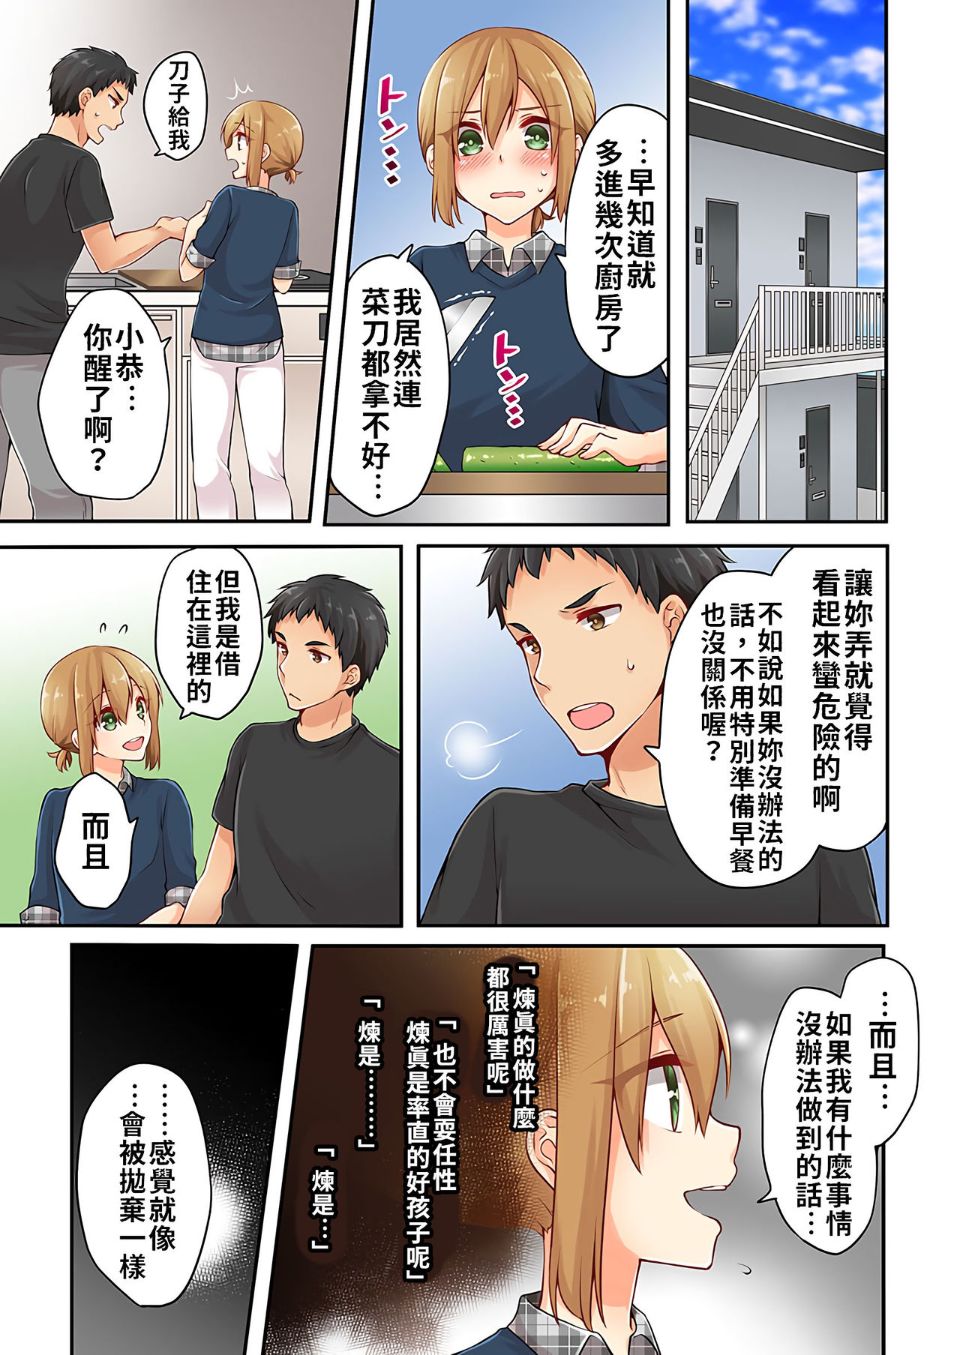 …早知道就
多進幾次廚房了
トン…
我居然連
菜刀都拿不好…
トン…
刀子給我
小恭…
你醒了啊？
讓妳弄就覺得
看起來蠻危險的啊
不如說如果妳沒辦法的
話，不用特別準備早餐
也沒關係喔？
但我是借
住在這裡的
而且
…而且…
如果我有什麼事情
沒辦法做到的話…
「煉眞的做什麼
都很厲害呢」
「也不會耍任性
煉眞是率直的好孩子呢」
「煉是………」
「煉是…」
……感覺就像
…會被拋棄一樣